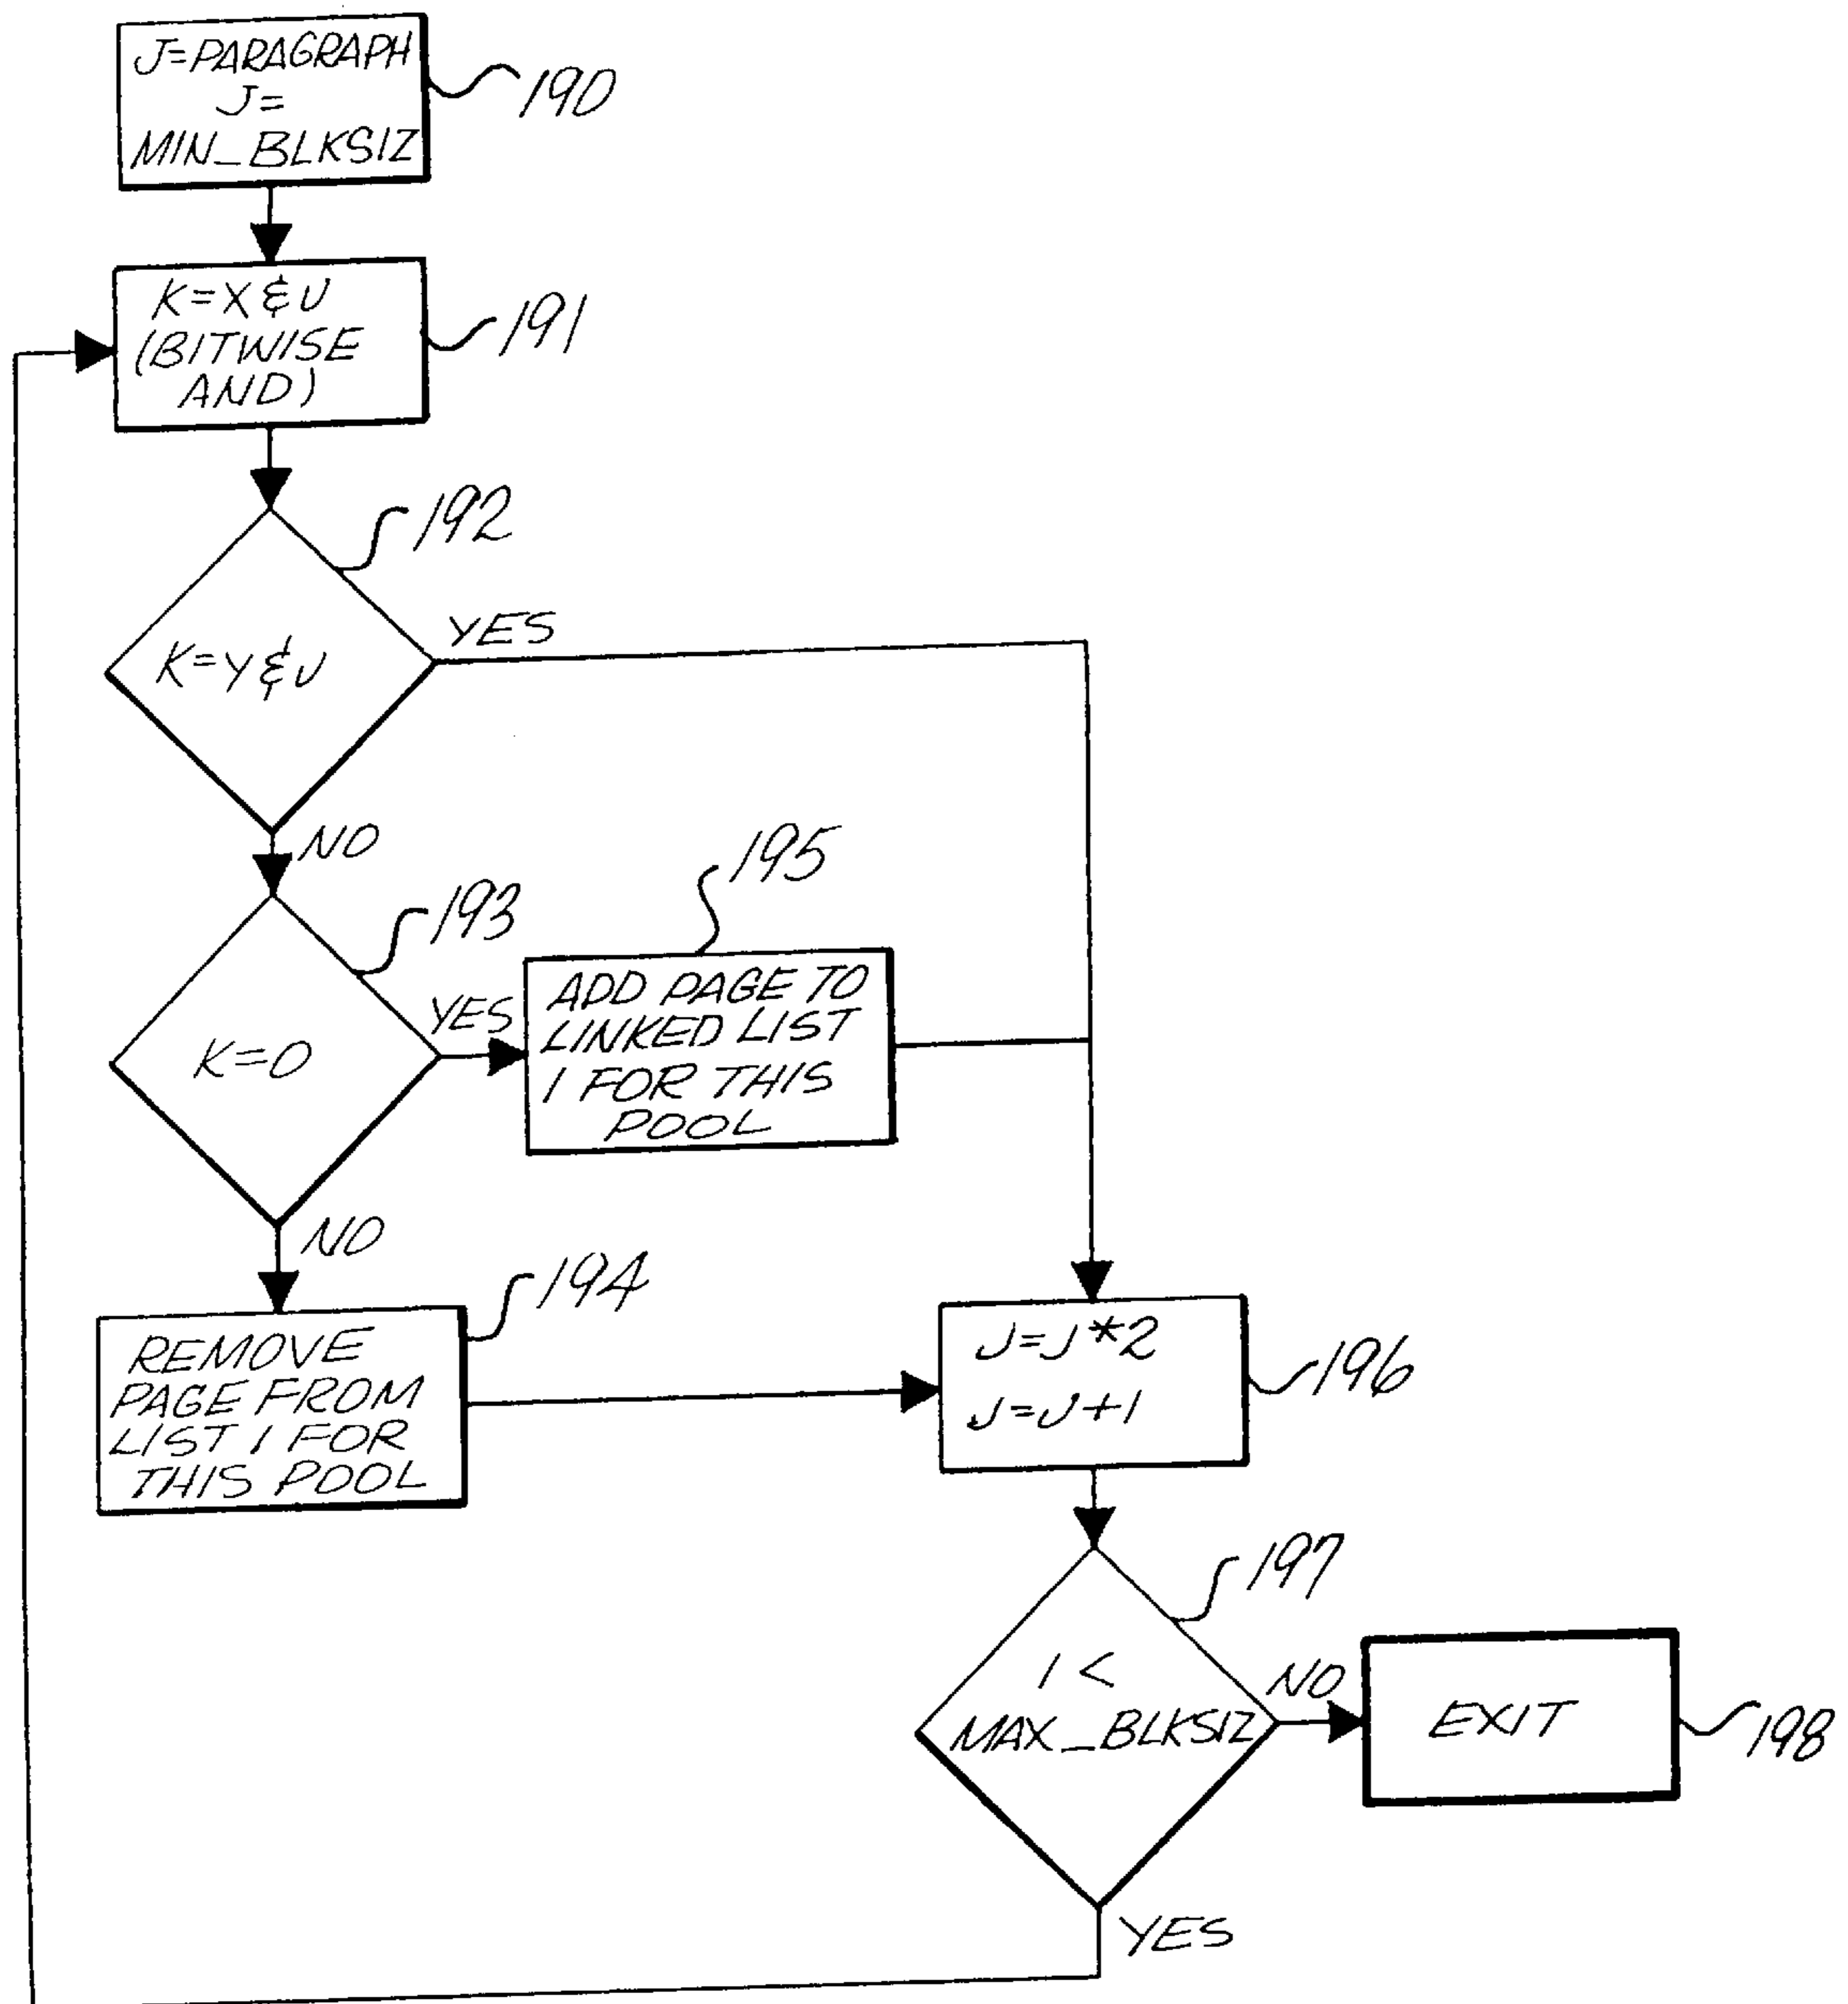 J=PARAGRAPH
J=
MIN_BLKSIZ
190
K=X&J
(BITWISE
AND)
191
192
K=Y&J
YES
NO
193
K=0
YES
195
ADD PAGE TO
LINKED LIST
I FOR THIS
POOL
NO
194
REMOVE
PAGE FROM
LIST I FOR
THIS POOL
J=J*2
J=J+1
196
197
I <
MAX_BLKSIZ
NO
EXIT
198
YES